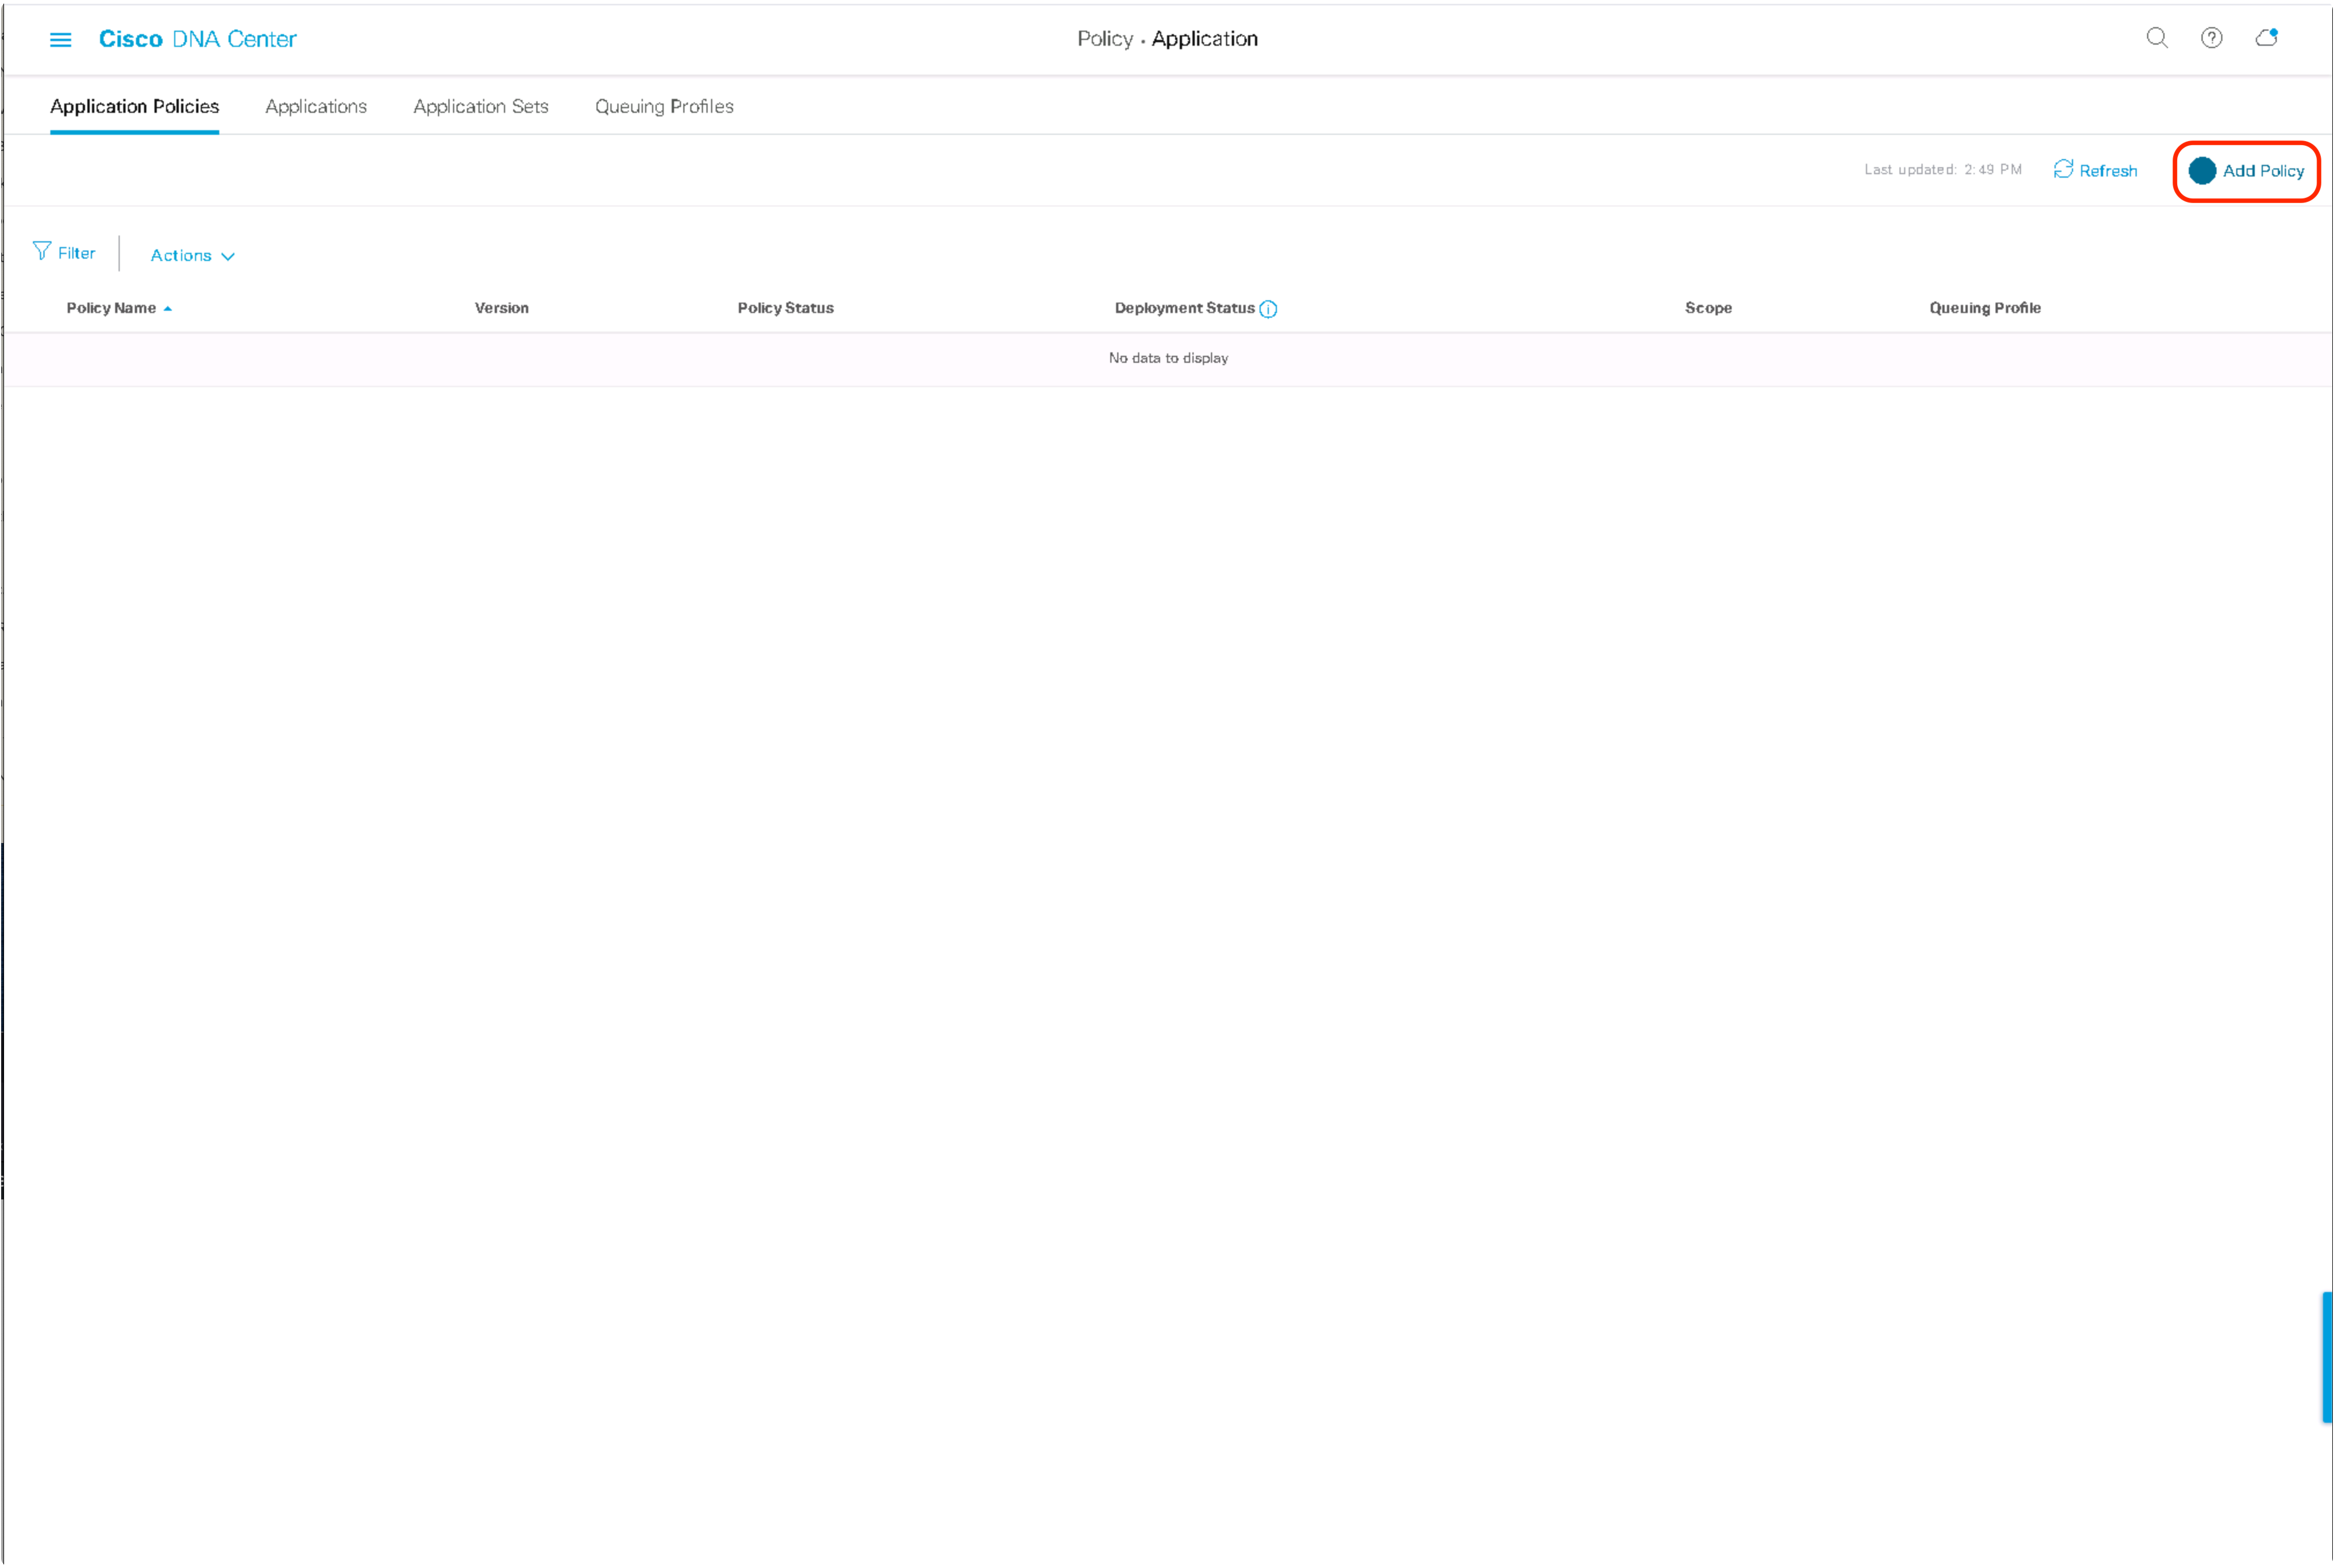 Cisco DNA Center
Policy · Application
Application Policies Applications Application Sets Queuing Profiles
Last updated: 2:49 PM Refresh Add Policy
Filter Actions
Policy Name Version Policy Status Deployment Status Scope Queuing Profile
No data to display